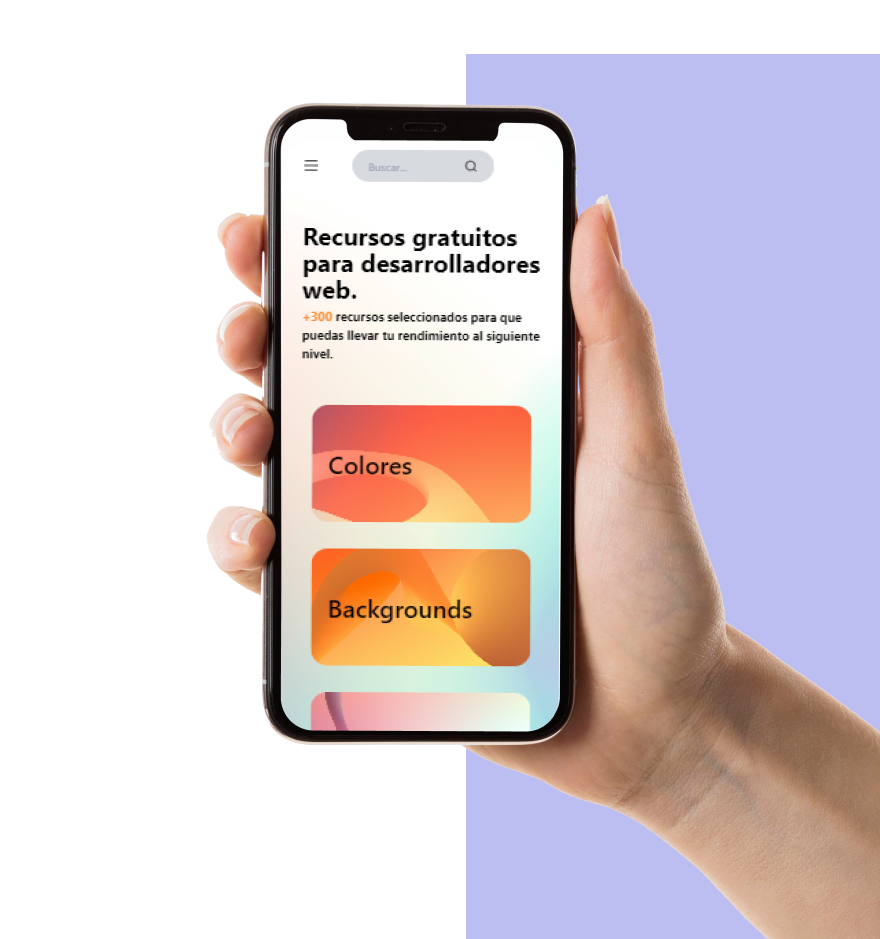 Buscar...
Recursos gratuitos
para desarrolladores
web.
+300 recursos seleccionados para que
puedas llevar tu rendimiento al siguiente
nivel.
Colores
Backgrounds